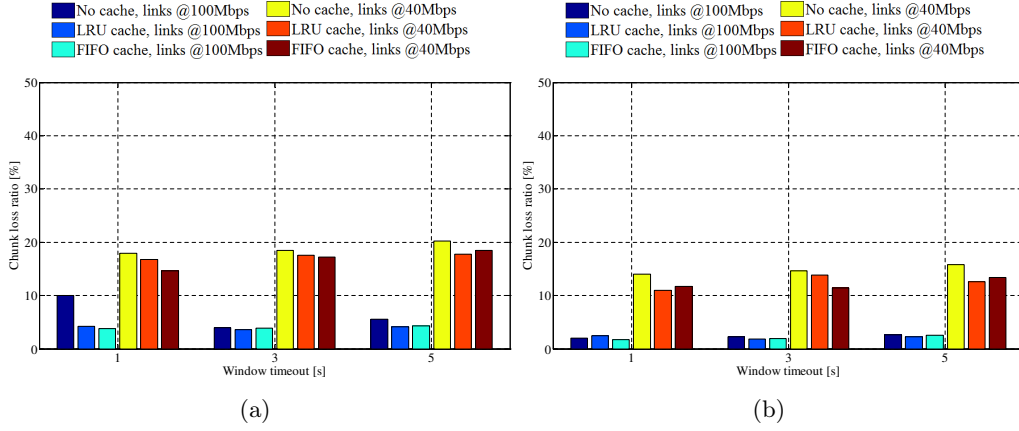 No cache, links @100Mbps No cache, links @40Mbps
LRU cache, links @100Mbps LRU cache, links @40Mbps
FIFO cache, links @100Mbps FIFO cache, links @40Mbps
50
40
30
20
10
0
Chunk loss ratio [%]
1 3 5
Window timeout [s]
(a)
No cache, links @100Mbps No cache, links @40Mbps
LRU cache, links @100Mbps LRU cache, links @40Mbps
FIFO cache, links @100Mbps FIFO cache, links @40Mbps
50
40
30
20
10
0
Chunk loss ratio [%]
1 3 5
Window timeout [s]
(b)